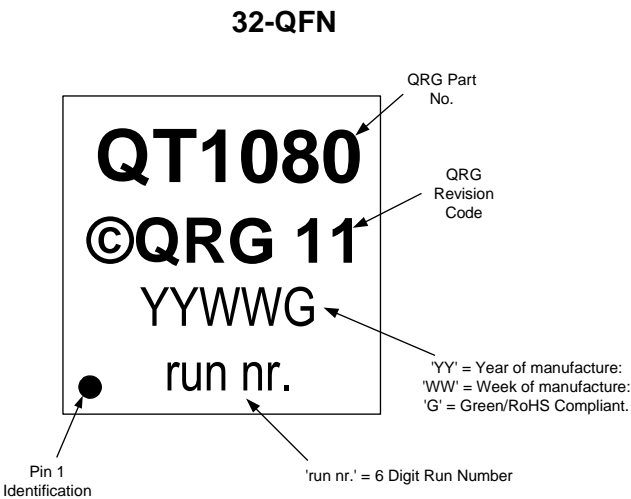 32-QFN
QRG Part
No.
QT1080
QRG
Revision
Code
©QRG 11
YYWWG
'YY' = Year of manufacture:
'WW' = Week of manufacture:
'G' = Green/RoHS Compliant.
run nr.
Pin 1
Identification
'run nr.' = 6 Digit Run Number